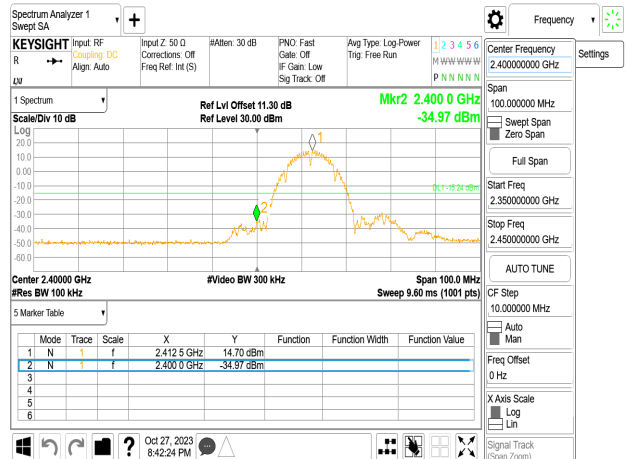 Spectrum Analyzer 1
Swept SA
Frequency
KEYSIGHT
R
Input: RF
Coupling: DC
Align: Auto
Input Z: 50 Ω
Corrections: Off
Freq Ref: Int (S)
#Atten: 30 dB
PNO: Fast
Gate: Off
IF Gain: Low
Sig Track: Off
Avg Type: Log-Power
Trig: Free Run
1 2 3 4 5 6
M W W W W W
P N N N N N
1 Spectrum
Scale/Div 10 dB
Ref Lvl Offset 11.30 dB
Ref Level 30.00 dBm
Mkr2 2.400 0 GHz
-34.97 dBm
Log
20.0
10.0
0.00
-10.0
-20.0
-30.0
-40.0
-50.0
-60.0
1
2
DL1 -15.24 dBm
Center 2.40000 GHz
#Res BW 100 kHz
#Video BW 300 kHz
Span 100.0 MHz
Sweep 9.60 ms (1001 pts)
5 Marker Table
Mode Trace Scale X Y Function Function Width Function Value
1 N 1 f 2.412 5 GHz 14.70 dBm
2 N 1 f 2.400 0 GHz -34.97 dBm
3
4
5
6
Oct 27, 2023
8:42:24 PM
Center Frequency
2.400000000 GHz
Settings
Span
100.000000 MHz
Swept Span
Zero Span
Full Span
Start Freq
2.350000000 GHz
Stop Freq
2.450000000 GHz
AUTO TUNE
CF Step
10.000000 MHz
Auto
Man
Freq Offset
0 Hz
X Axis Scale
Log
Lin
Signal Track
(Span Zoom)